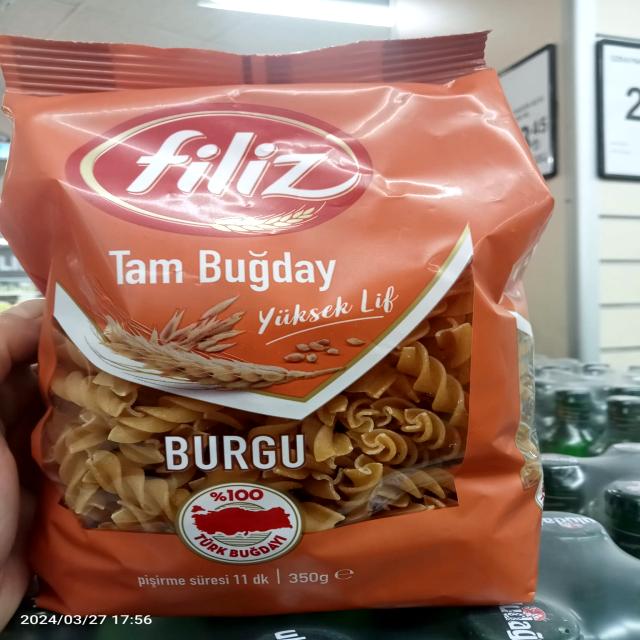 filiz
Tam Buğday
Yüksek Lif
BURGU
%100
TÜRK BUĞDAYI
pişirme süresi 11 dk | 350g ℮
2024/03/27 17:56